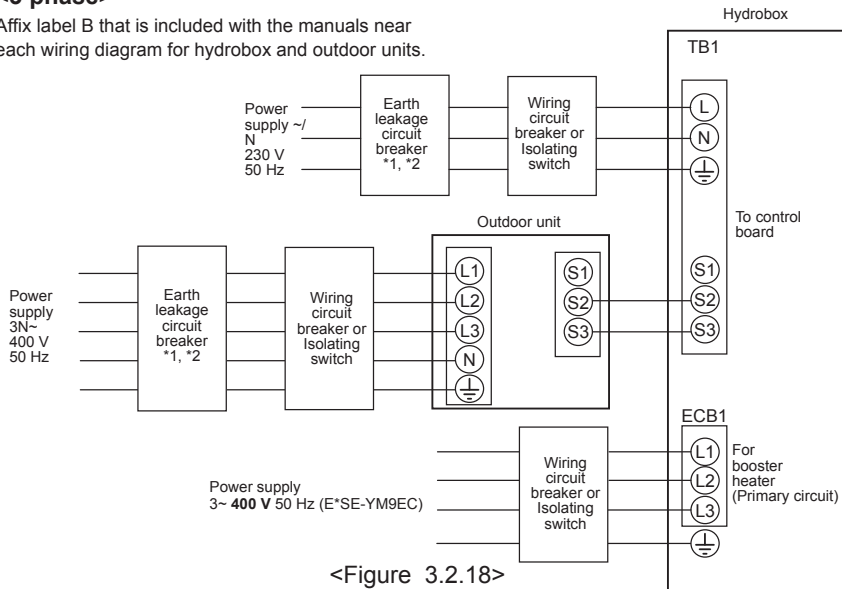 Affix label B that is included with the manuals near
each wiring diagram for hydrobox and outdoor units.
Hydrobox
TB1
Power
supply ~/
N
230 V
50 Hz
Earth
leakage
circuit
breaker
*1, *2
Wiring
circuit
breaker or
Isolating
switch
L
N
To control
board
S1
S2
S3
Outdoor unit
Power
supply
3N~
400 V
50 Hz
Earth
leakage
circuit
breaker
*1, *2
Wiring
circuit
breaker or
Isolating
switch
L1
L2
L3
N
S1
S2
S3
ECB1
Power supply
3~ 400 V 50 Hz (E*SE-YM9EC)
Wiring
circuit
breaker or
Isolating
switch
L1
L2
L3
For
booster
heater
(Primary circuit)
<Figure 3.2.18>